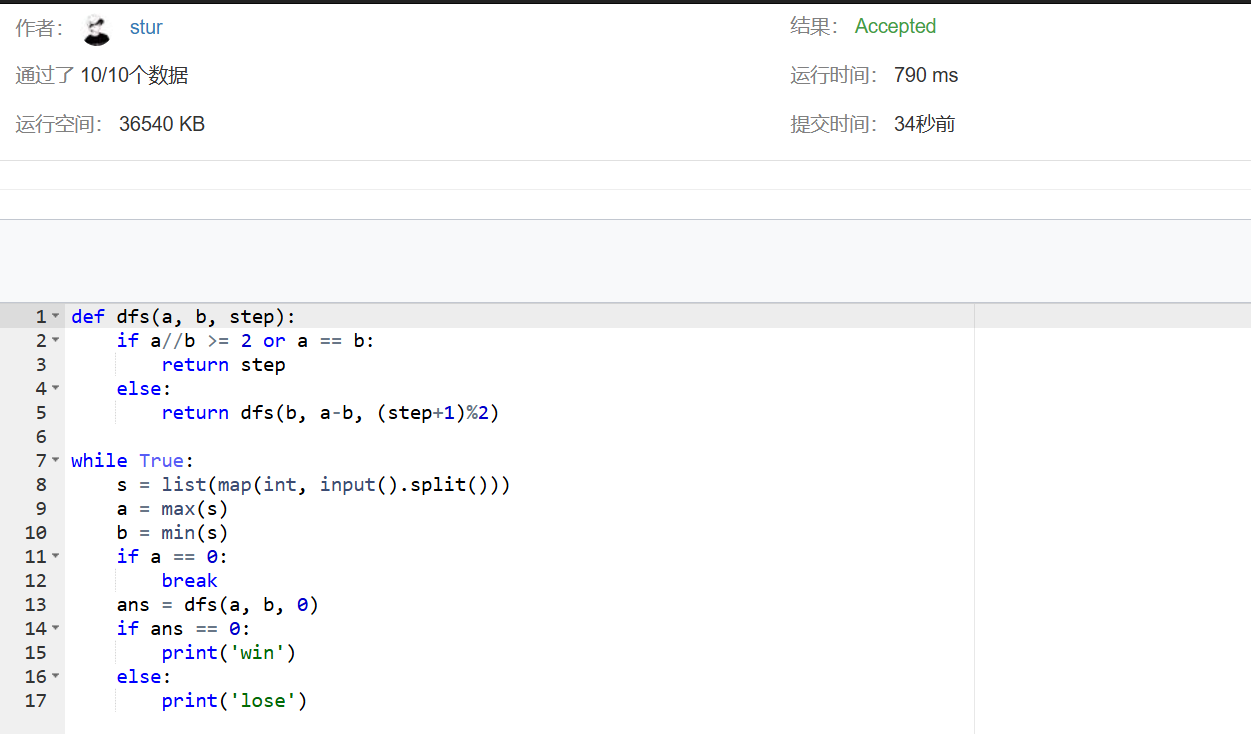 作者： stur 结果： Accepted
通过了 10/10个数据 运行时间： 790 ms
运行空间： 36540 KB 提交时间： 34秒前
1 def dfs(a, b, step):
2     if a//b >= 2 or a == b:
3         return step
4     else:
5         return dfs(b, a-b, (step+1)%2)
6
7 while True:
8     s = list(map(int, input().split()))
9     a = max(s)
10     b = min(s)
11     if a == 0:
12         break
13     ans = dfs(a, b, 0)
14     if ans == 0:
15         print('win')
16     else:
17         print('lose')